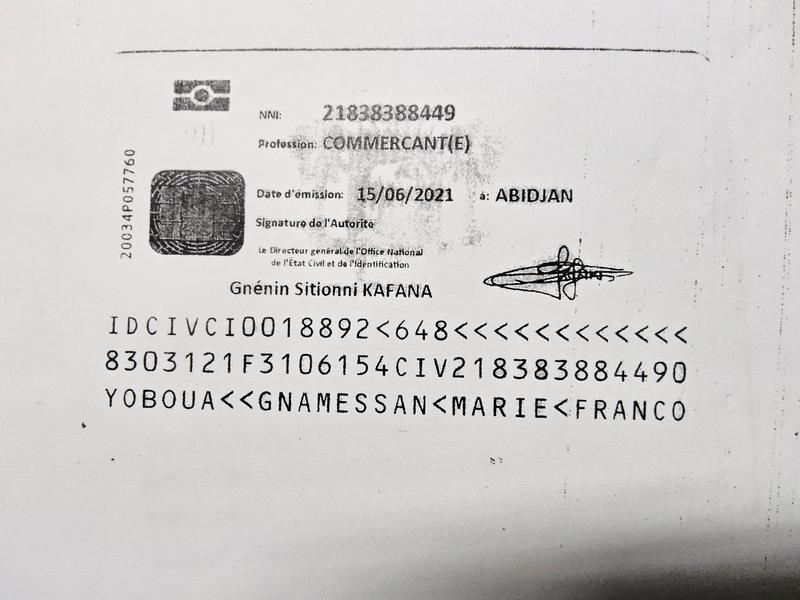 NNI: 21838388449
Profession: COMMERCANT(E)
20034P057760
Date d'émission: 15/06/2021 à: ABIDJAN
Signature de l'Autorité
Le Directeur général de l'Office National
de l'État Civil et de l'Identification
Gnénin Sitionni KAFANA
IDCIVCI0018892<648<<<<<<<<<<<<
8303121F3106154CIV218383884490
YOBOUA<<GNAMESSAN<MARIE<FRANCO